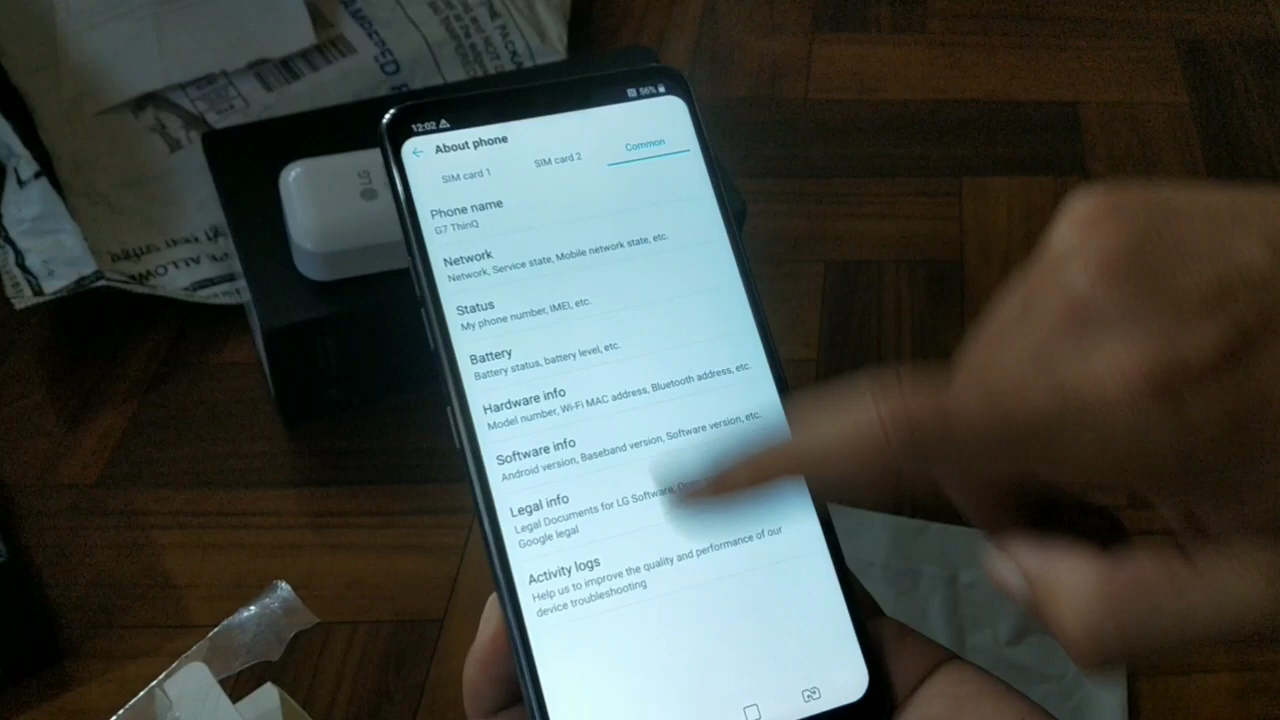 AMPERED
12:02
56%
About phone
SIM card 1
SIM card 2
Common
Phone name
G7 ThinQ
Network
Network, Service state, Mobile network state, etc.
Status
My phone number, IMEI, etc.
Battery
Battery status, battery level, etc.
Hardware info
Model number, Wi-Fi MAC address, Bluetooth address, etc.
Software info
Android version, Baseband version, Software version, etc.
Legal info
Legal Documents for LG Software,
Google legal
Activity logs
Help us to improve the quality and performance of our
device troubleshooting
LG